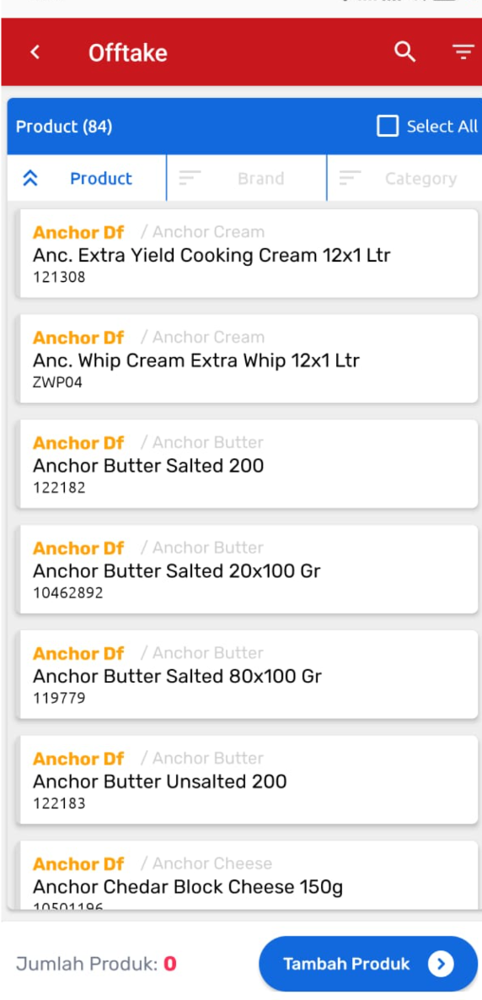 Offtake
Product (84) Select All
Product Brand Category
Anchor Df / Anchor Cream
Anc. Extra Yield Cooking Cream 12x1 Ltr
121308
Anchor Df / Anchor Cream
Anc. Whip Cream Extra Whip 12x1 Ltr
ZWP04
Anchor Df / Anchor Butter
Anchor Butter Salted 200
122182
Anchor Df / Anchor Butter
Anchor Butter Salted 20x100 Gr
10462892
Anchor Df / Anchor Butter
Anchor Butter Salted 80x100 Gr
119779
Anchor Df / Anchor Butter
Anchor Butter Unsalted 200
122183
Anchor Df / Anchor Cheese
Anchor Chedar Block Cheese 150g
10501196
Jumlah Produk: 0
Tambah Produk